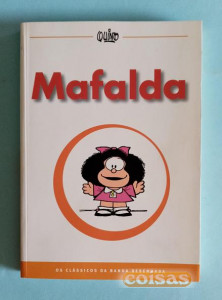 QUINO
Mafalda
OS CLÁSSICOS DA BANDA DESENHADA
coisas